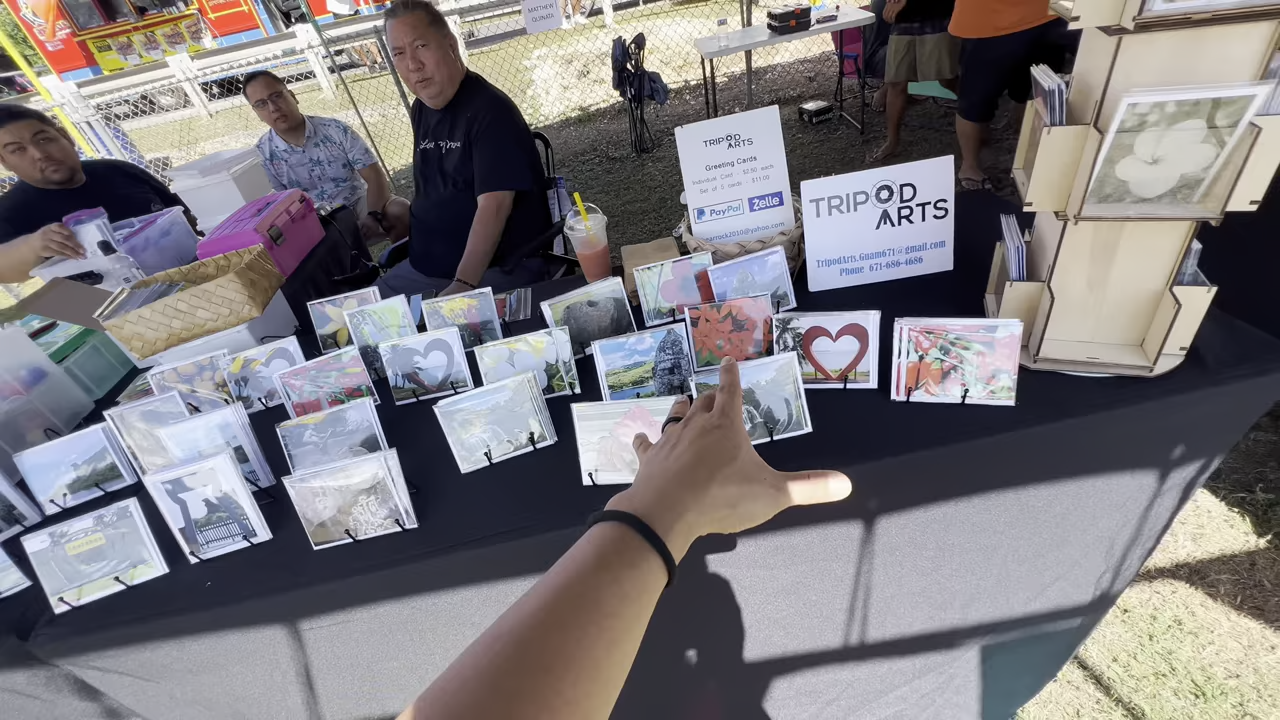 MATTHEW
QUINATA
TRIPOD
ARTS
Greeting Cards
Individual Card - $2.50 each
Set of 5 cards - $11.00
PayPal Zelle
TRIPOD
ARTS
TripodArts.Guam671@gmail.com
Phone 671-686-4686